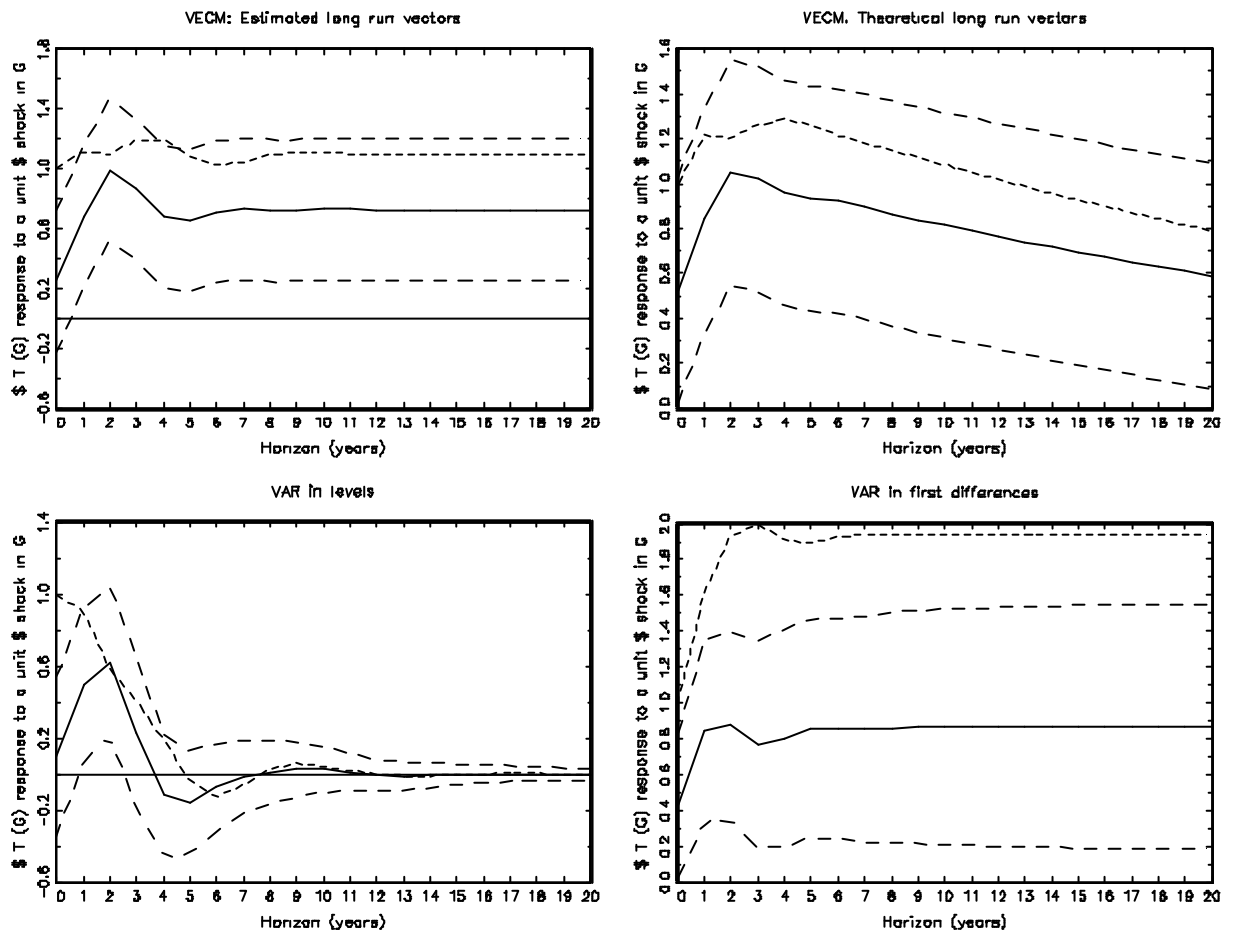 VECM: Estimated long run vectors
$ T (G) response to a unit $ shock in G
1.8
1.4
1.0
0.6
0.2
-0.2
-0.6
0 1 2 3 4 5 6 7 8 9 10 11 12 13 14 15 16 17 18 19 20
Horizon (years)
VECM. Theoretical long run vectors
$ T (G) response to a unit $ shock in G
1.6
1.4
1.2
1.0
0.8
0.6
0.4
0.2
0.0
0 1 2 3 4 5 6 7 8 9 10 11 12 13 14 15 16 17 18 19 20
Horizon (years)
VAR in levels
$ T (G) response to a unit $ shock in G
1.4
1.0
0.6
0.2
-0.2
-0.6
0 1 2 3 4 5 6 7 8 9 10 11 12 13 14 15 16 17 18 19 20
Horizon (years)
VAR in first differences
$ T (G) response to a unit $ shock in G
2.0
1.8
1.6
1.4
1.2
1.0
0.8
0.6
0.4
0.2
0.0
0 1 2 3 4 5 6 7 8 9 10 11 12 13 14 15 16 17 18 19 20
Horizon (years)